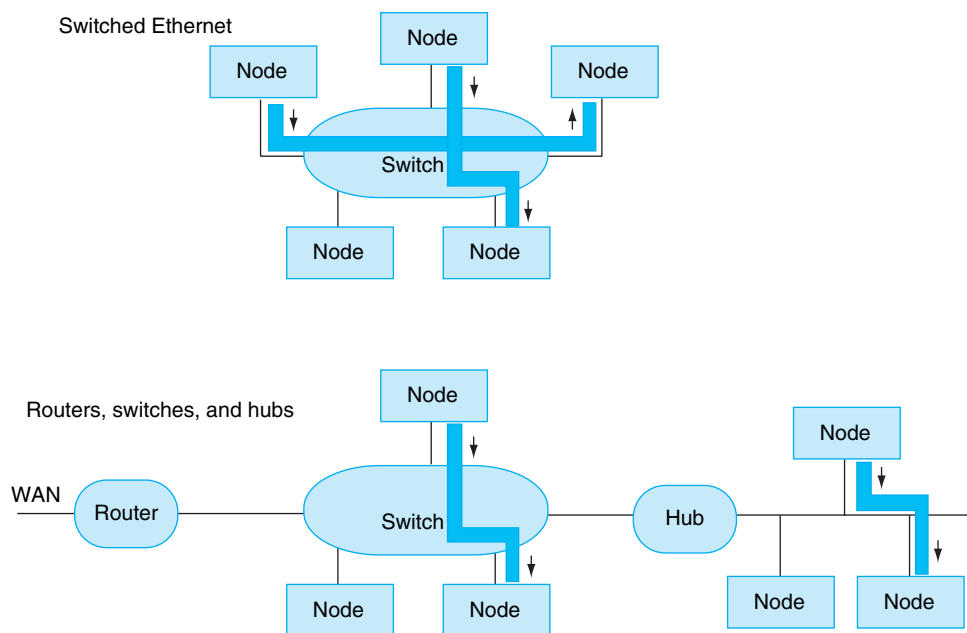 Switched Ethernet
Node
Node
Node
Switch
Node
Node
Routers, switches, and hubs
Node
Node
WAN
Router
Switch
Hub
Node
Node
Node
Node